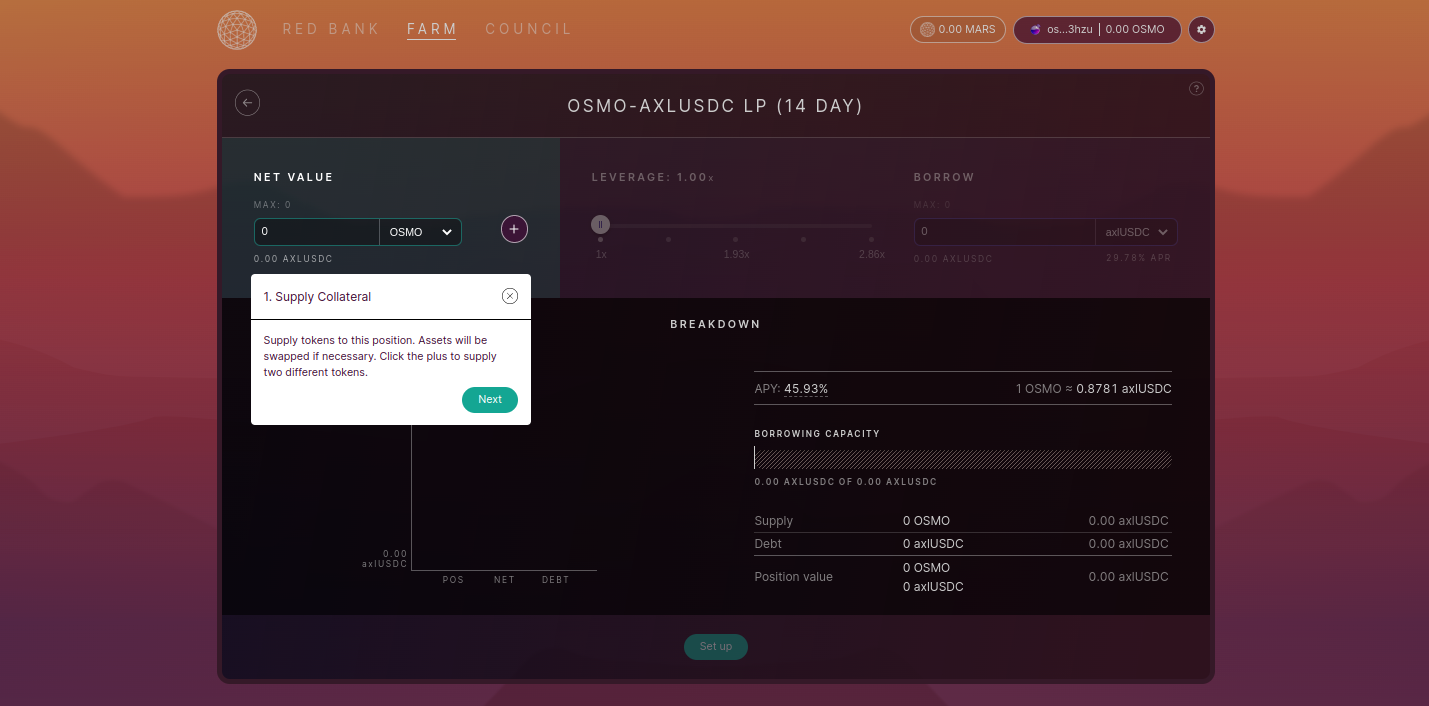 RED BANK FARM COUNCIL 0.00 MARS os...3hzu | 0.00 OSMO
OSMO-AXLUSDC LP (14 DAY) ?
NET VALUE
MAX: 0
0 OSMO +
0.00 AXLUSDC
LEVERAGE: 1.00x
1x 1.93x 2.86x
BORROW
MAX: 0
0 axlUSDC
0.00 AXLUSDC 29.78% APR
1. Supply Collateral
Supply tokens to this position. Assets will be
swapped if necessary. Click the plus to supply
two different tokens.
Next
BREAKDOWN
0.00
axlUSDC
POS NET DEBT
APY: 45.93% 1 OSMO ≈ 0.8781 axlUSDC
BORROWING CAPACITY
0.00 AXLUSDC OF 0.00 AXLUSDC
Supply 0 OSMO 0.00 axlUSDC
Debt 0 axlUSDC 0.00 axlUSDC
Position value 0 OSMO 0.00 axlUSDC
0 axlUSDC
Set up